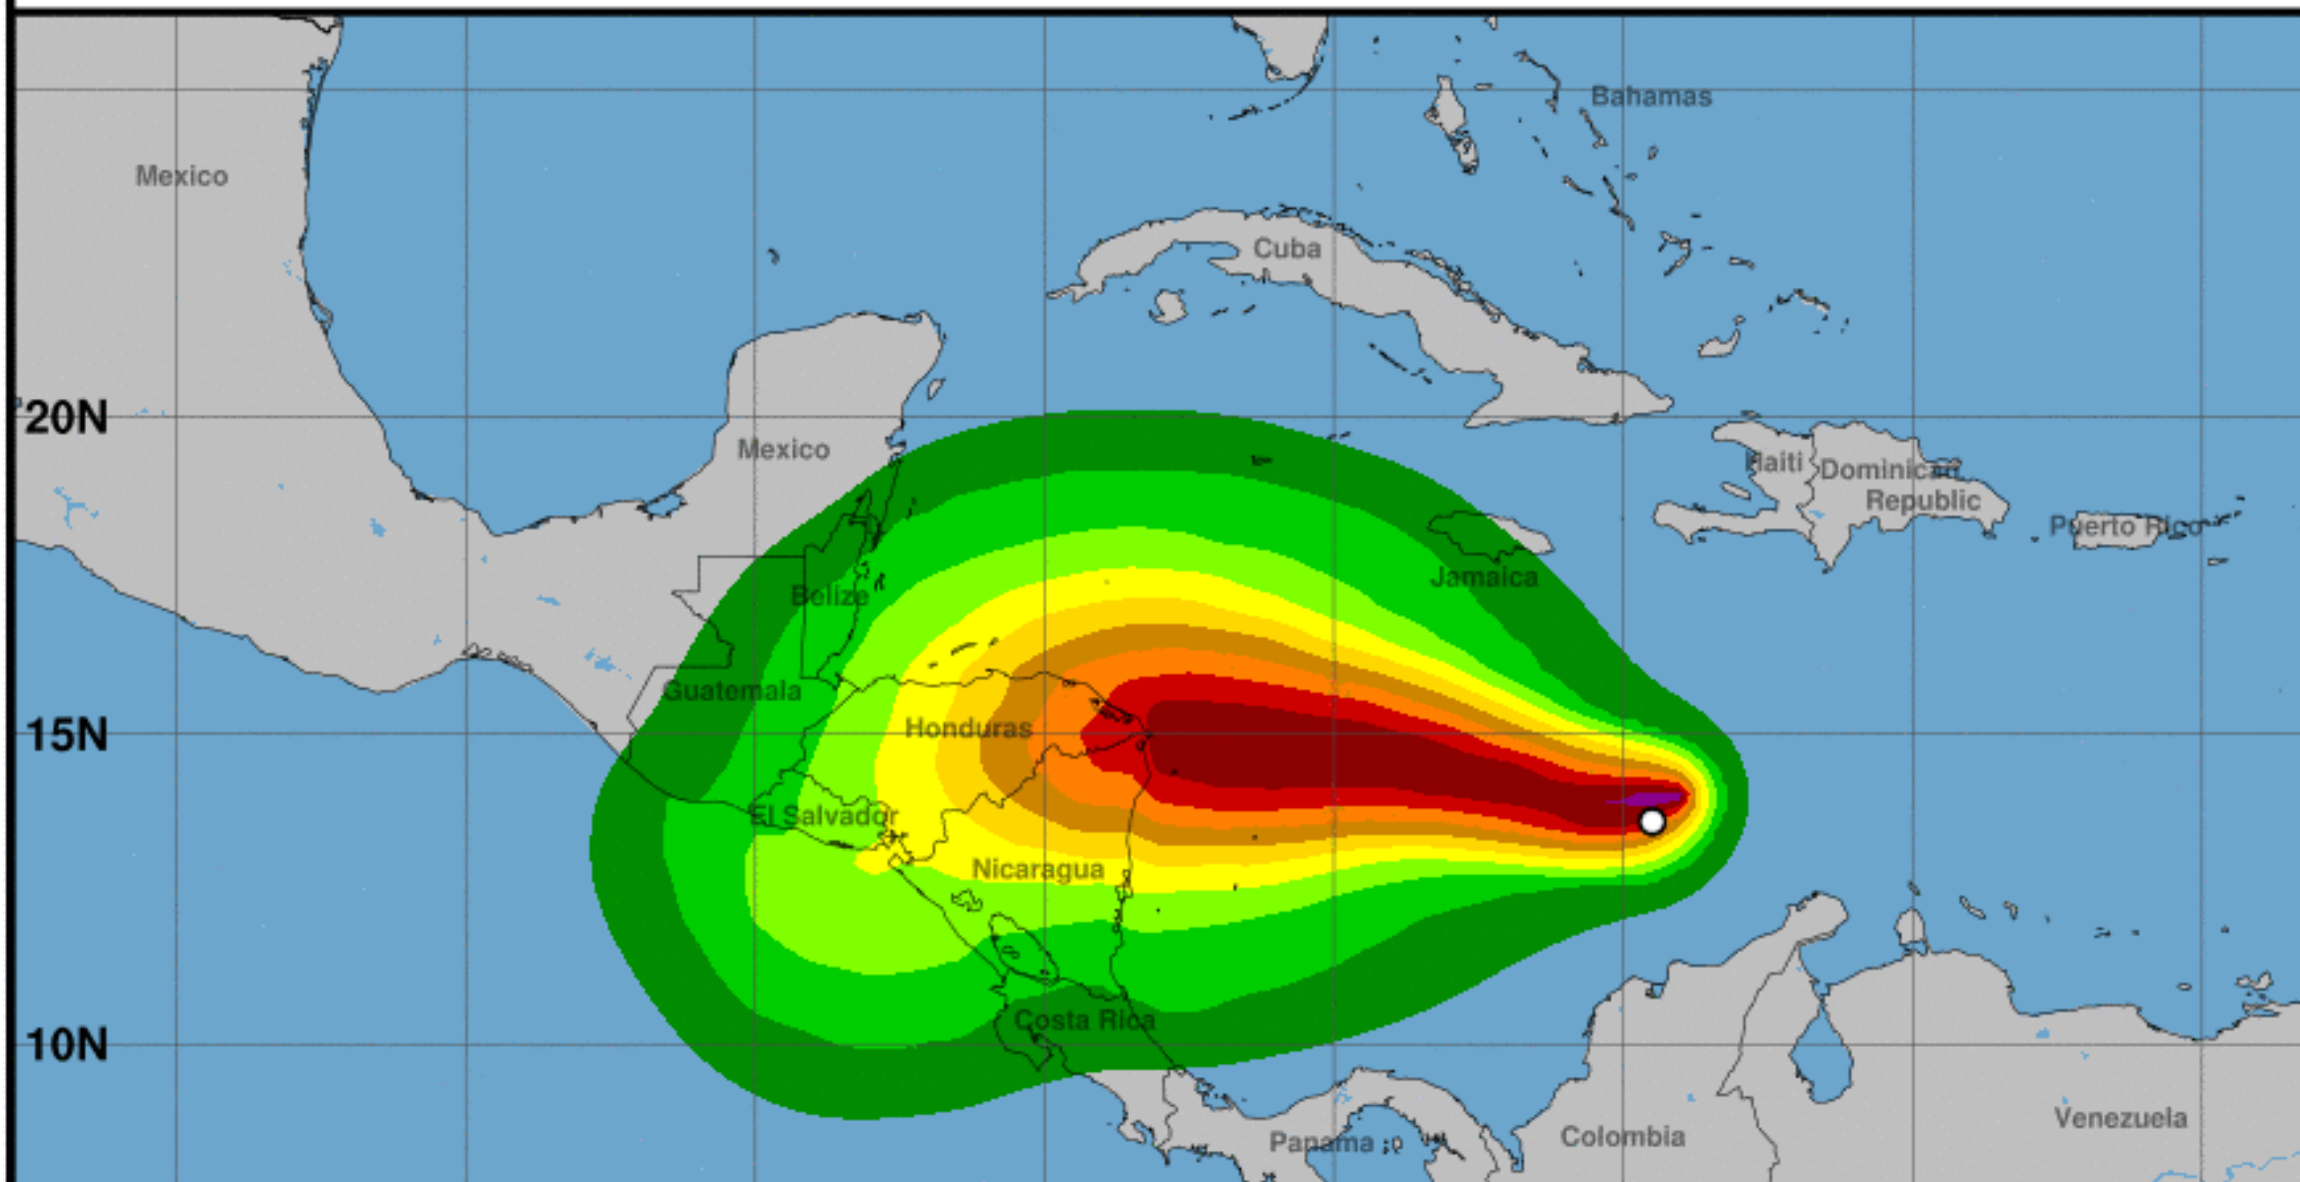 Bahamas
Mexico
Cuba
20N
Mexico
Haiti
Dominican
Republic
Puerto Rico
Jamaica
Belize
Guatemala
15N
Honduras
El Salvador
Nicaragua
10N
Costa Rica
Panama
Colombia
Venezuela